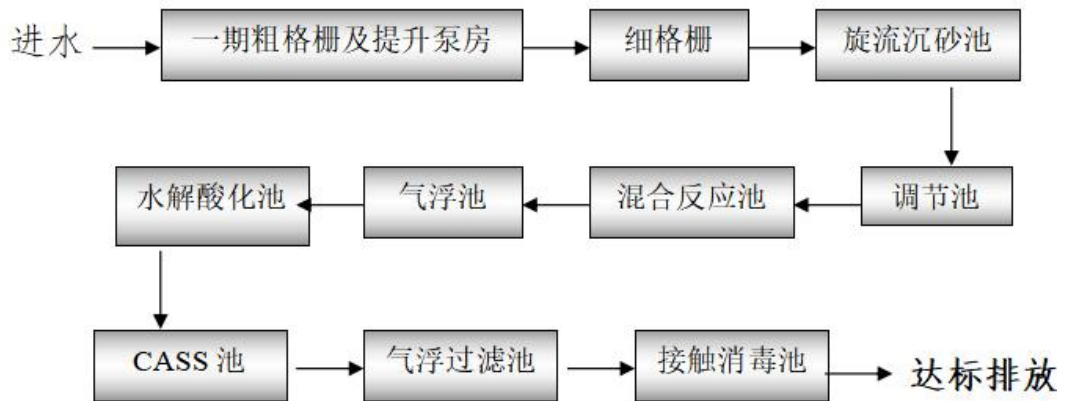 进水
一期粗格栅及提升泵房
细格栅
旋流沉砂池
调节池
混合反应池
气浮池
水解酸化池
CASS 池
气浮过滤池
接触消毒池
达标排放